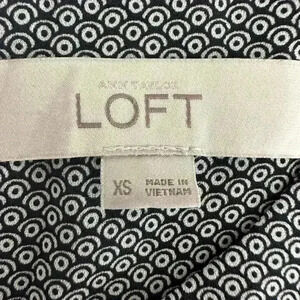 ANN TAYLOR
LOFT
XS
MADE IN
VIETNAM